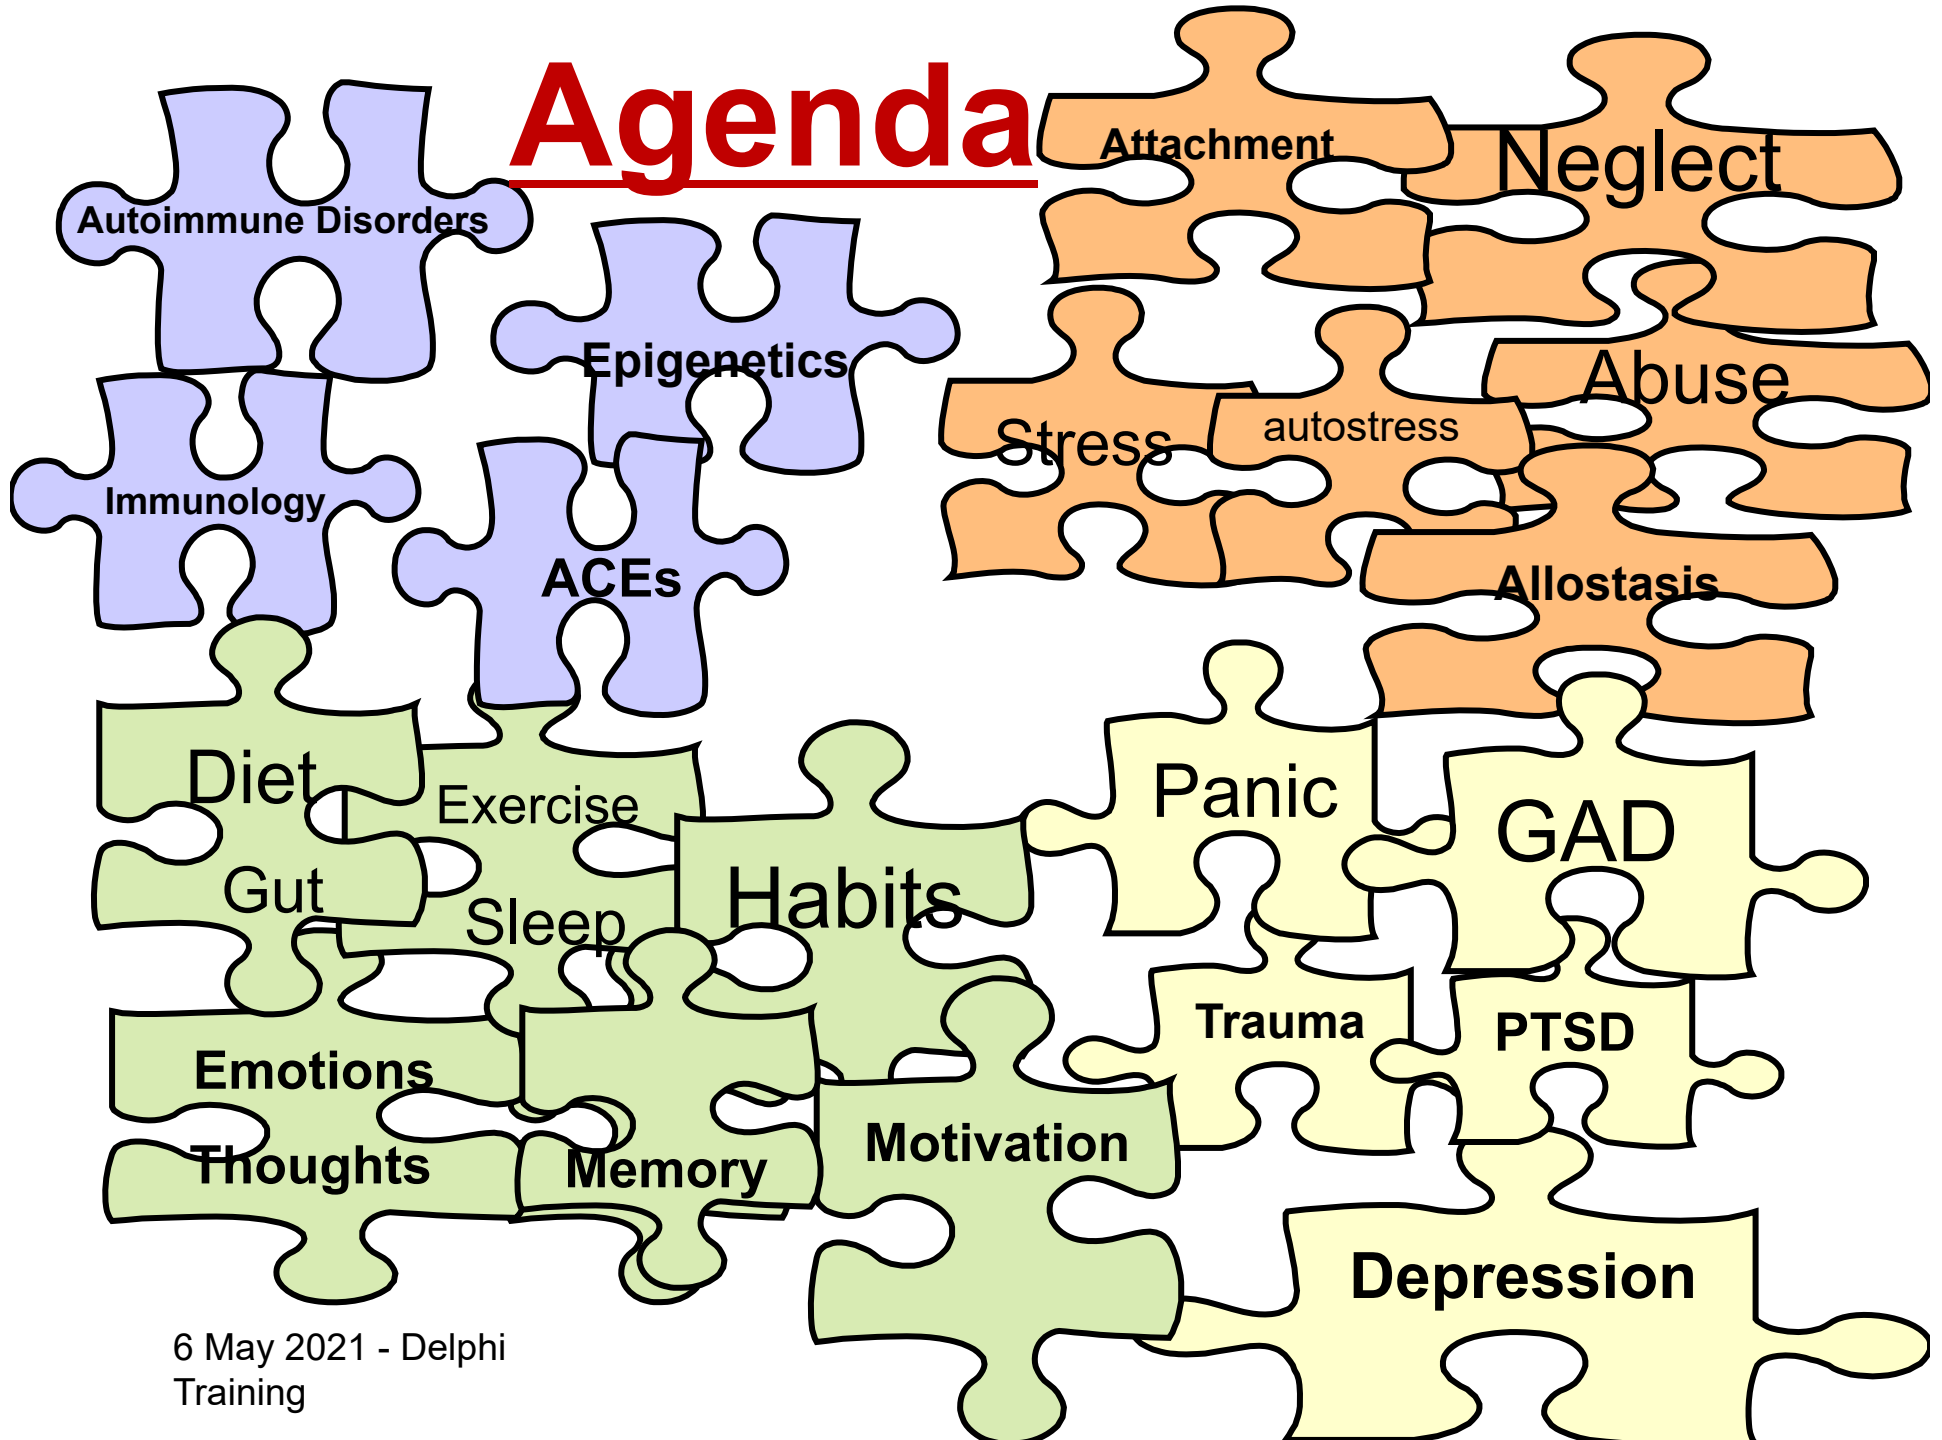 Agenda
Autoimmune Disorders
Epigenetics
Immunology
ACEs
Attachment
Neglect
Stress
autostress
Abuse
Allostasis
Diet
Gut
Exercise
Sleep
Habits
Emotions
Thoughts
Memory
Motivation
Panic
GAD
Trauma
PTSD
Depression
6 May 2021 - Delphi
Training